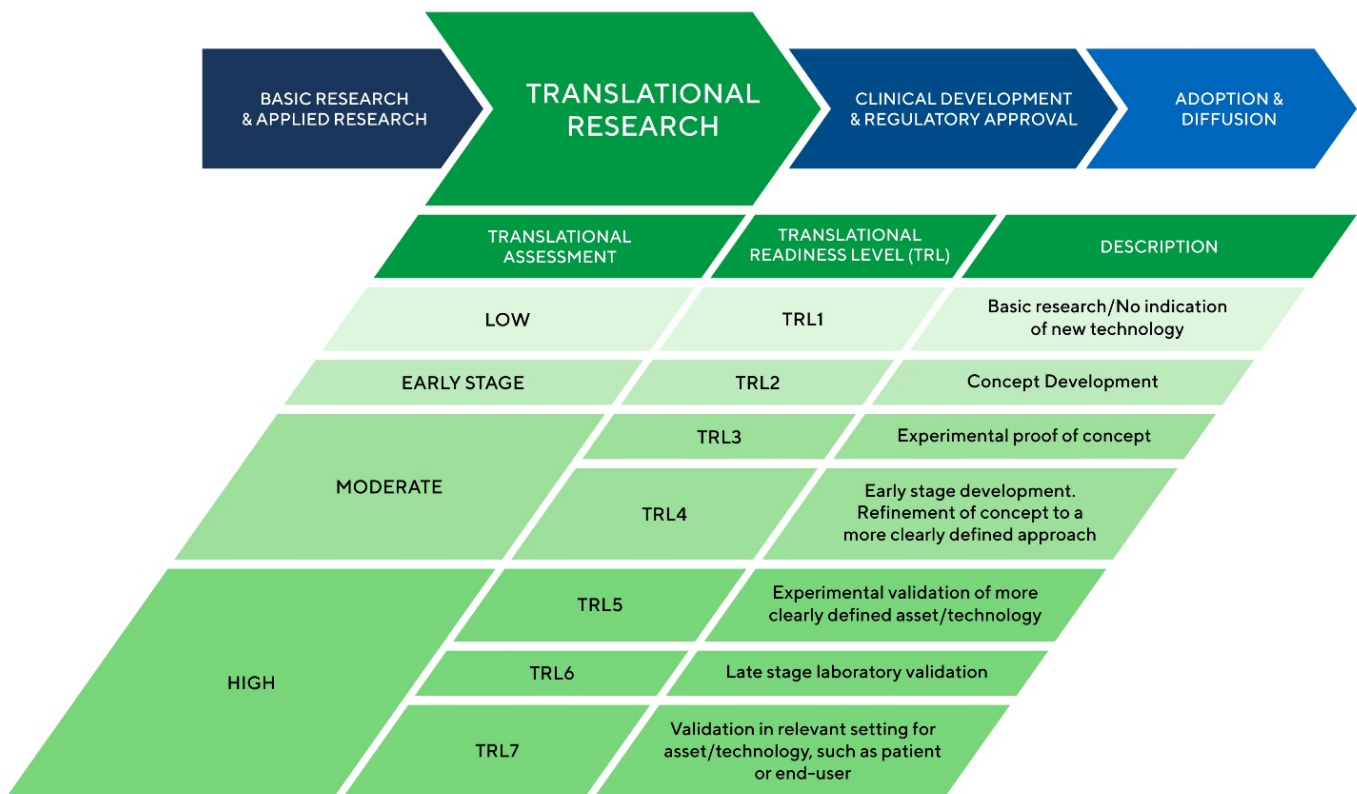 BASIC RESEARCH
& APPLIED RESEARCH
TRANSLATIONAL
RESEARCH
CLINICAL DEVELOPMENT
& REGULATORY APPROVAL
ADOPTION &
DIFFUSION
TRANSLATIONAL
ASSESSMENT
TRANSLATIONAL
READINESS LEVEL (TRL)
DESCRIPTION
LOW
TRL1
Basic research/No indication
of new technology
EARLY STAGE
TRL2
Concept Development
MODERATE
TRL3
Experimental proof of concept
TRL4
Early stage development.
Refinement of concept to a
more clearly defined approach
HIGH
TRL5
Experimental validation of more
clearly defined asset/technology
TRL6
Late stage laboratory validation
TRL7
Validation in relevant setting for
asset/technology, such as patient
or end-user